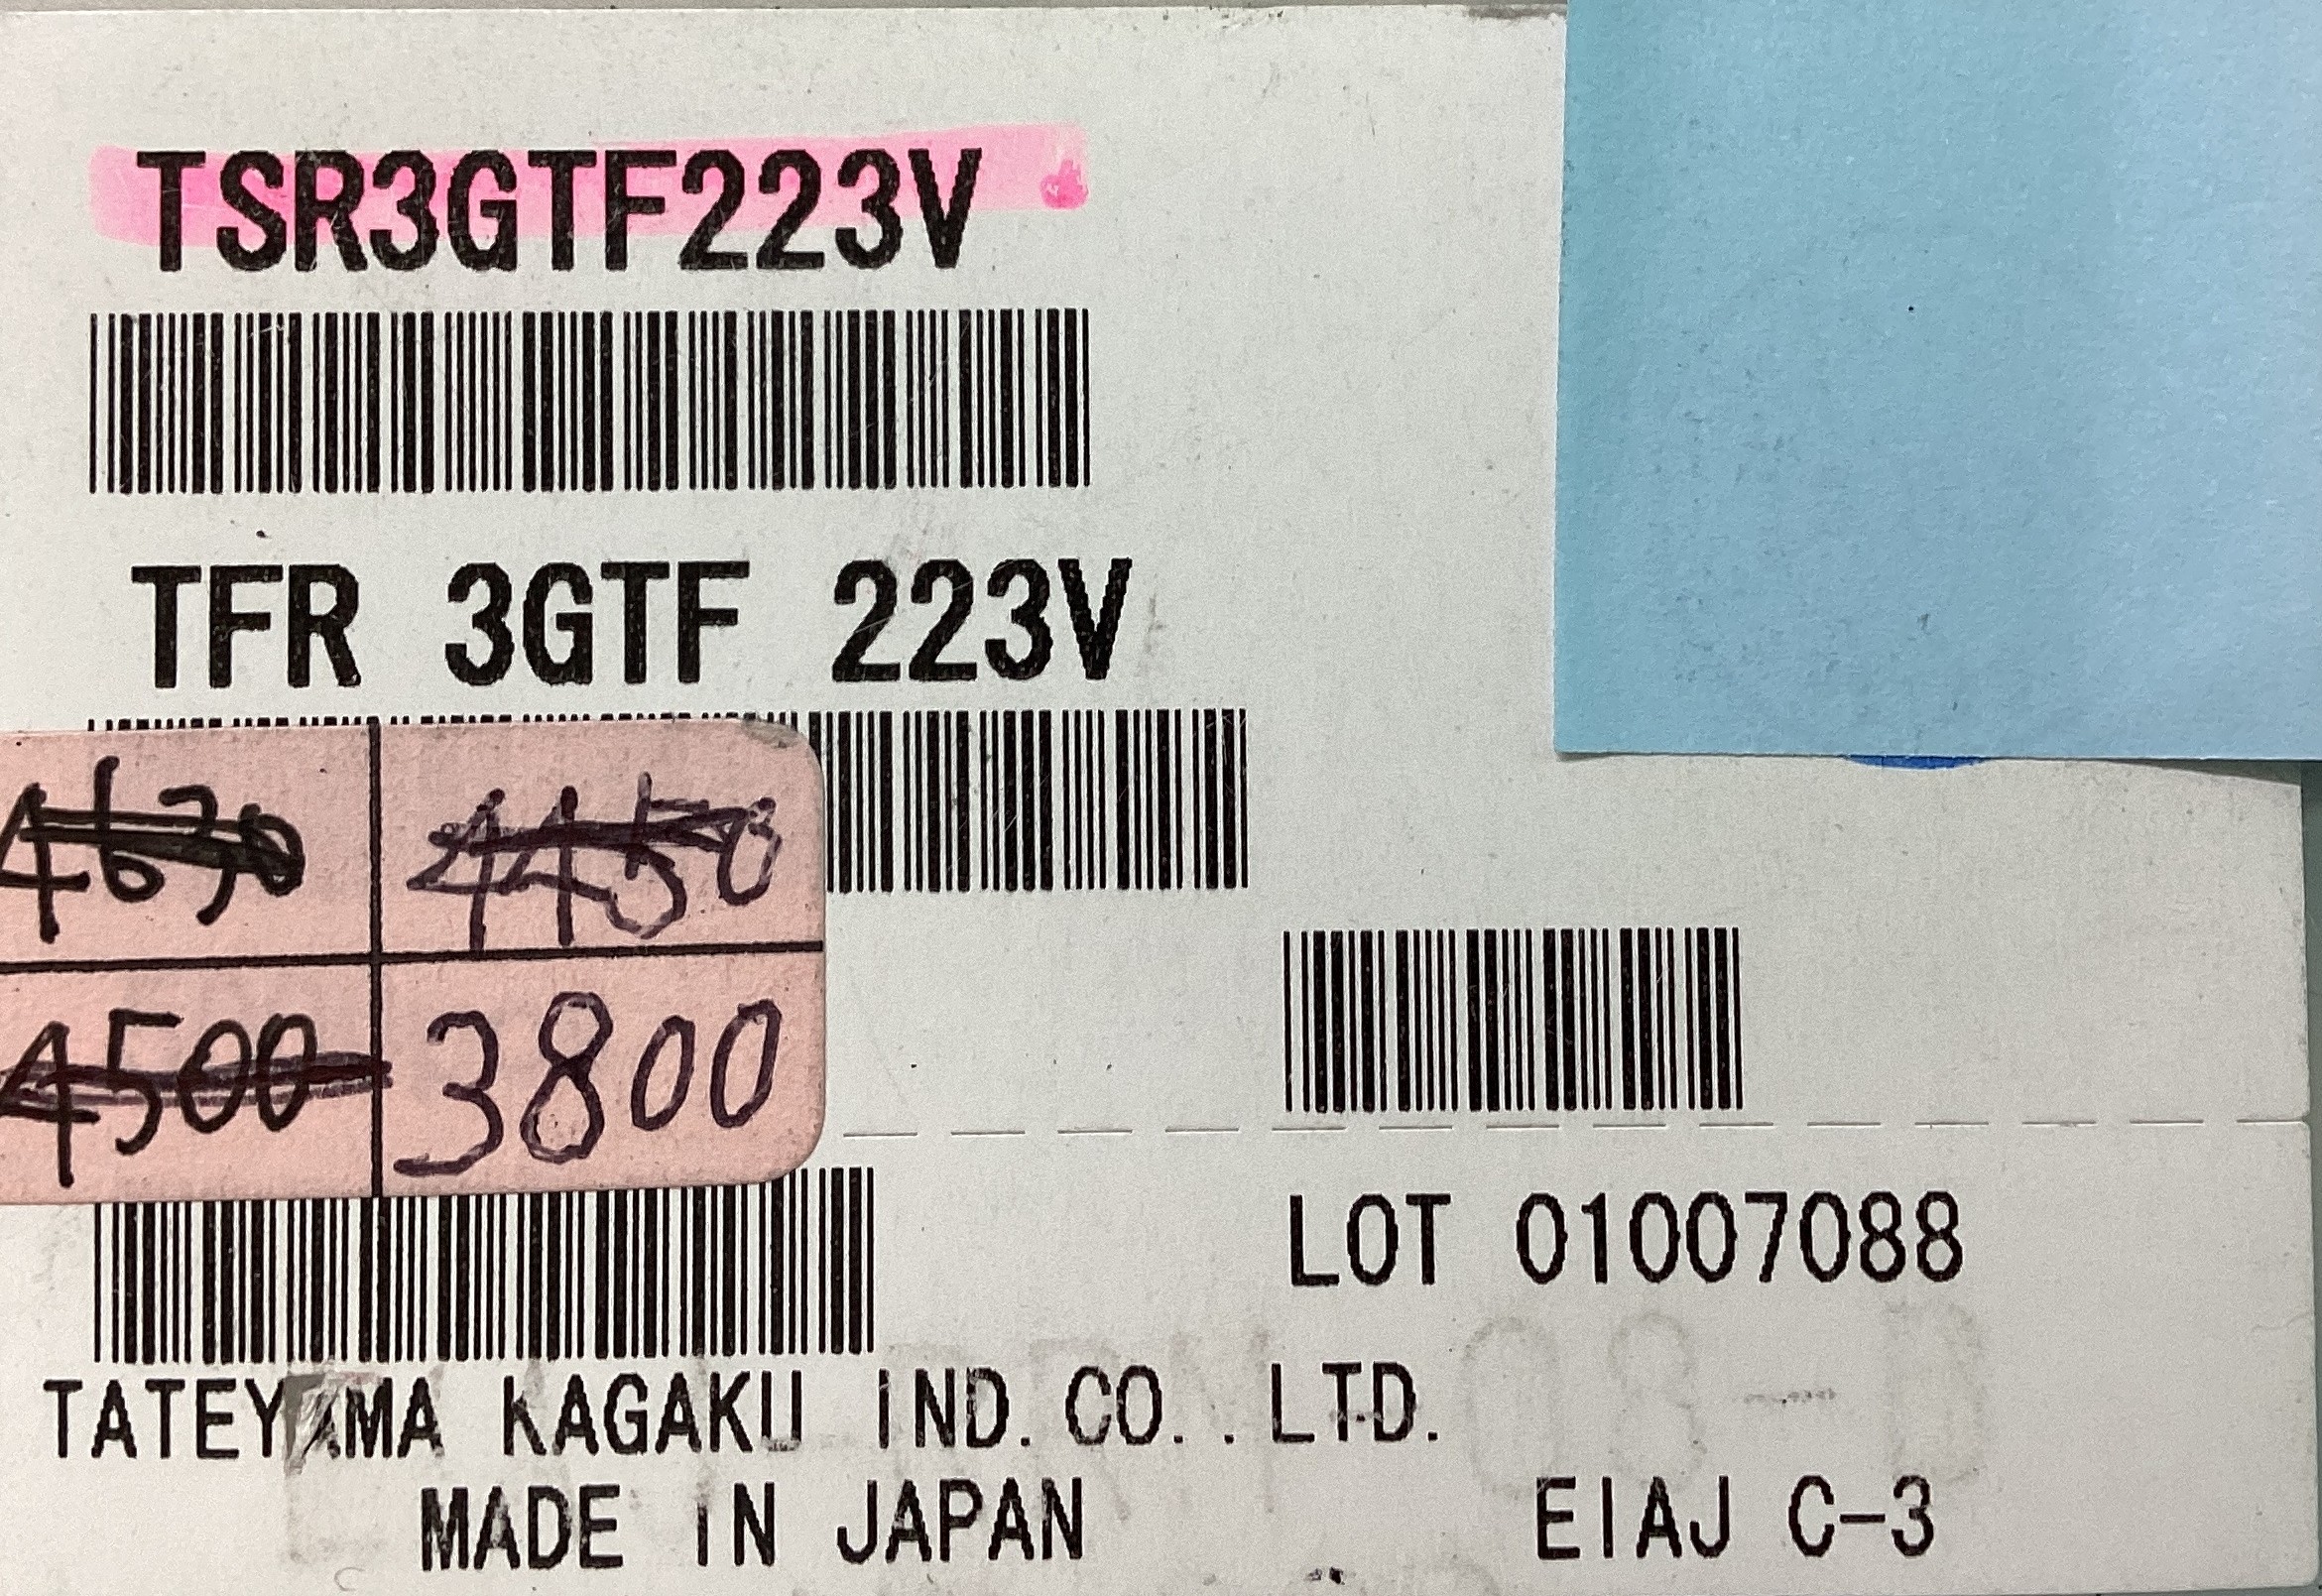 TSR3GTF223V
TFR 3GTF 223V
4630 4450
4500 3800
LOT 01007088
TATEYAMA KAGAKU IND.CO..LTD.
MADE IN JAPAN EIAJ C-3